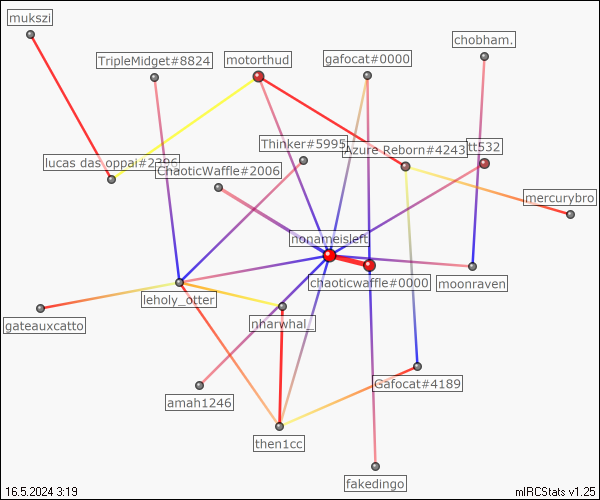 mukszi
chobham.
TripleMidget#8824
motorthud
gafocat#0000
Thinker#5995
Azure Reborn#4243
tt532
lucas das oppai#2396
ChaoticWaffle#2006
mercurybro
nonameisleft
chaoticwaffle#0000
moonraven
leholy_otter
gateauxcatto
nharwhal_
Gafocat#4189
amah1246
then1cc
fakedingo
16.5.2024 3:19
mIRCStats v1.25